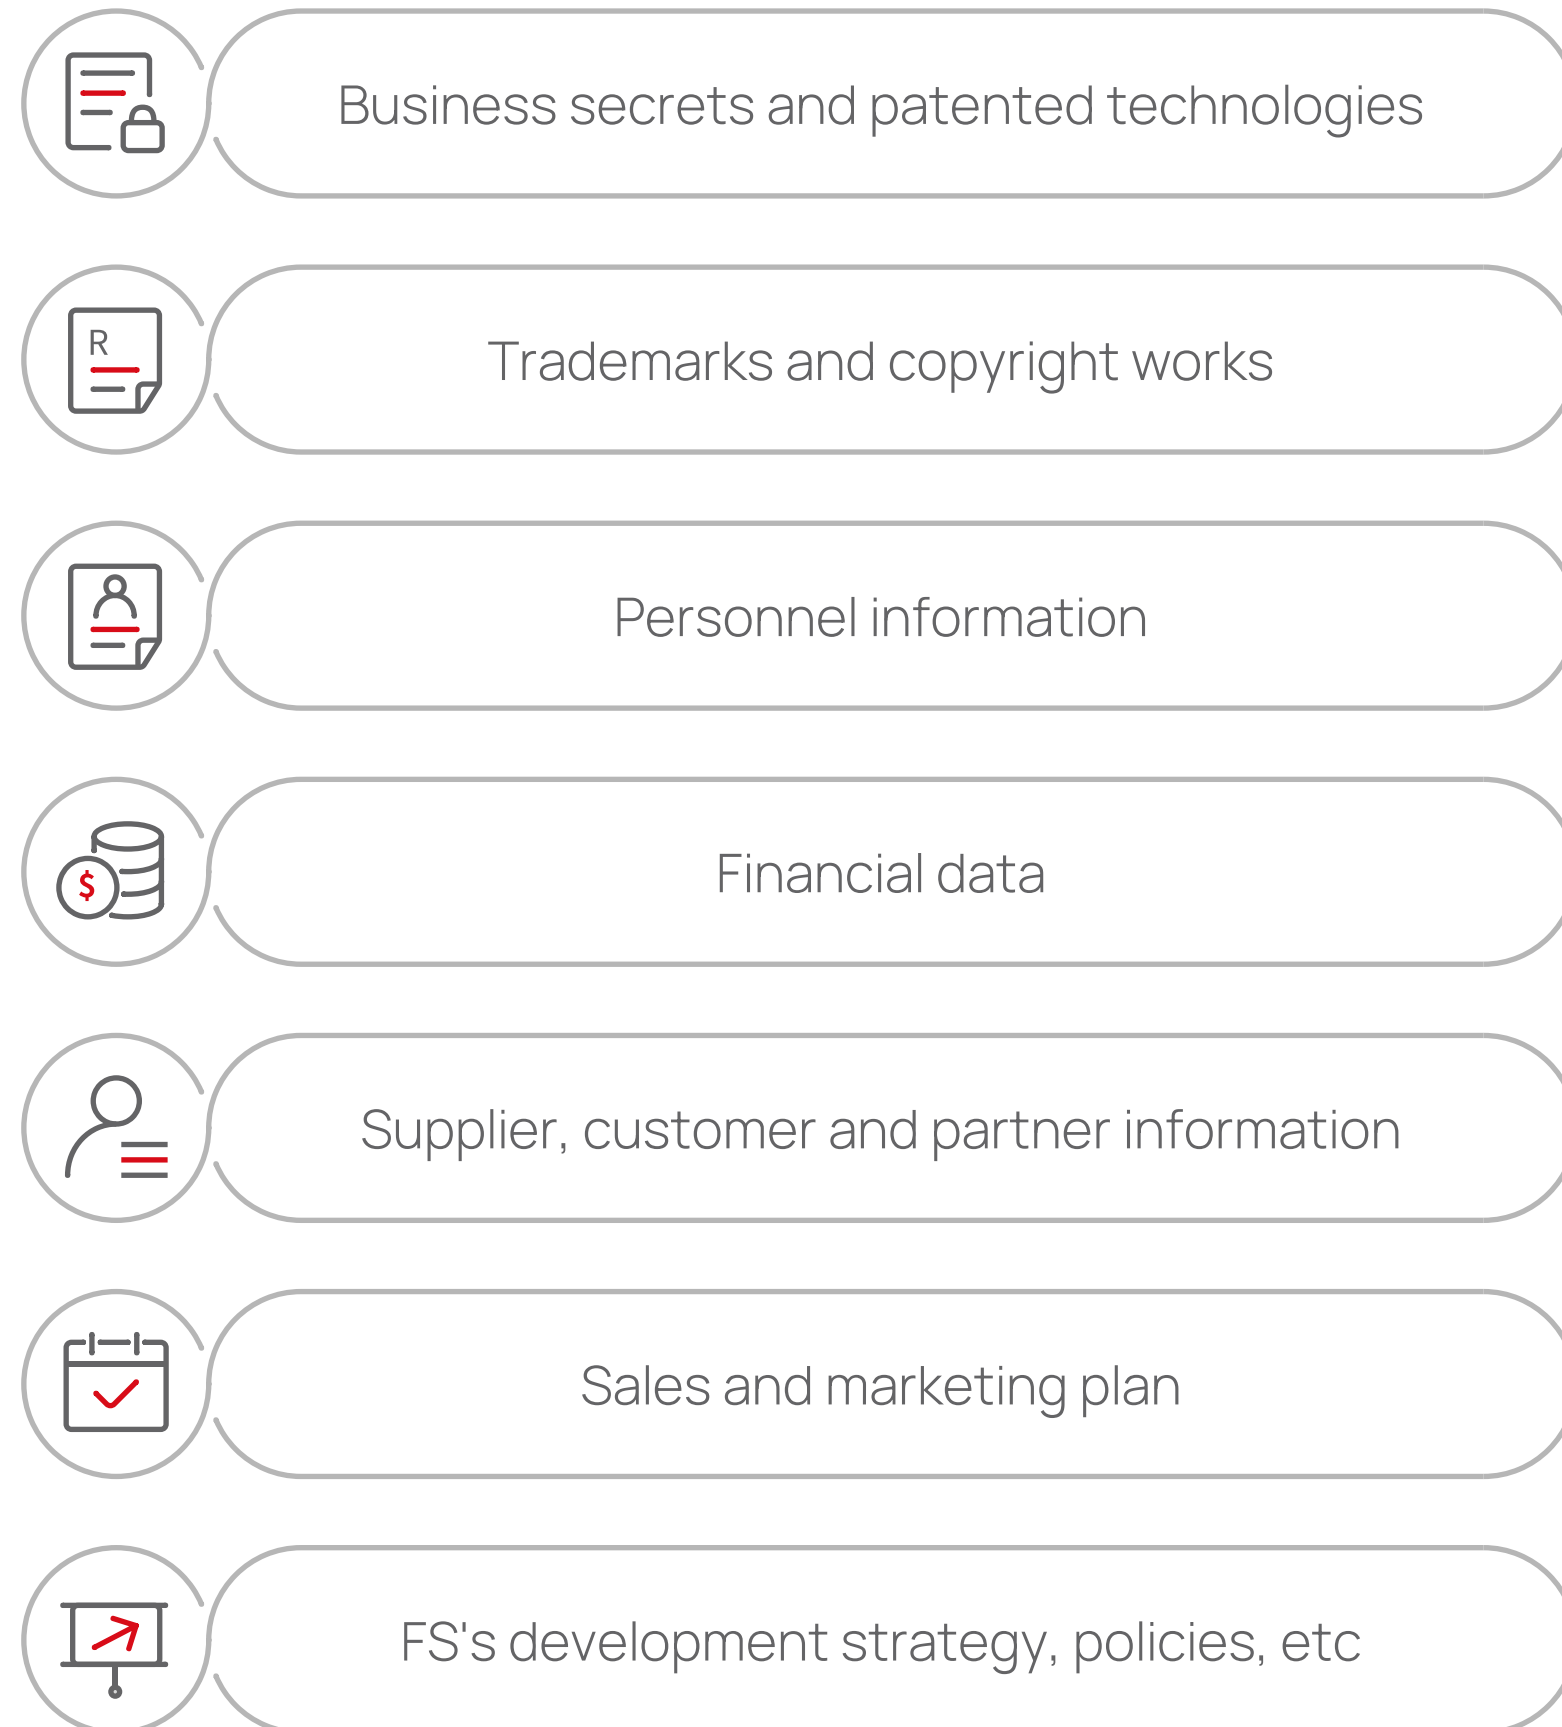 Business secrets and patented technologies
R
Trademarks and copyright works
Personnel information
$
Financial data
Supplier, customer and partner information
Sales and marketing plan
FS's development strategy, policies, etc